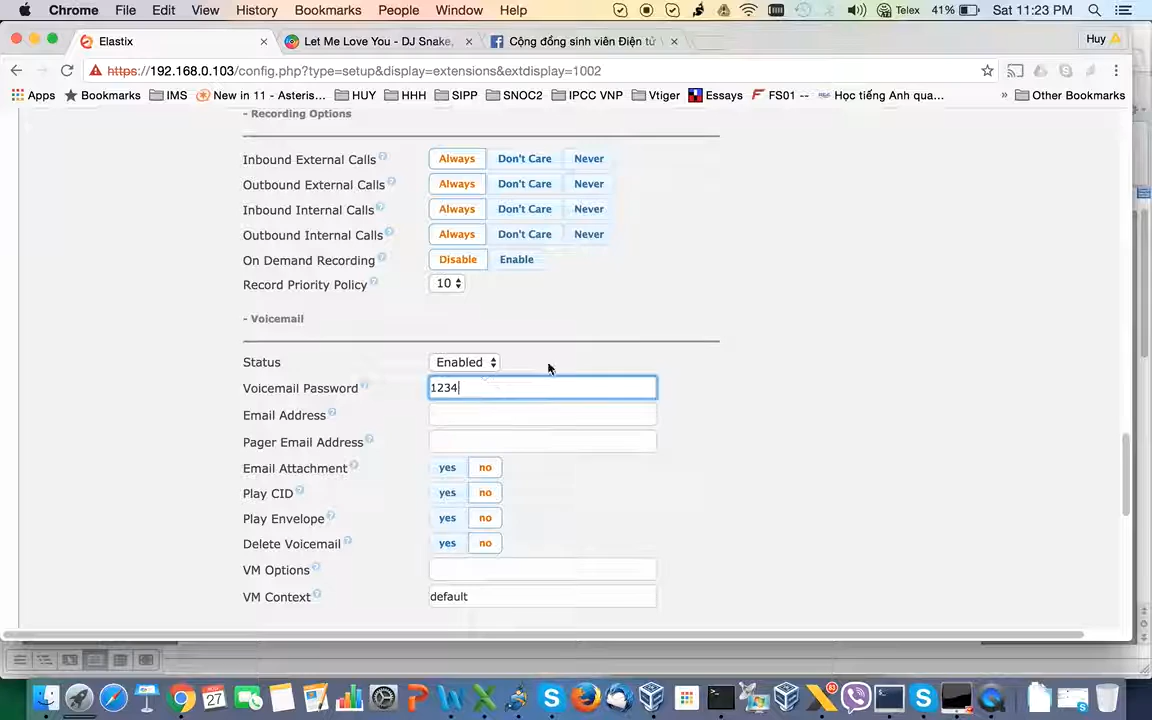 Chrome File Edit View History Bookmarks People Window Help Telex 41% Sat 11:23 PM
Elastix Let Me Love You - DJ Snake, Cộng đồng sinh viên Điện tử Huy
https://192.168.0.103/config.php?type=setup&display=extensions&extdisplay=1002
Apps Bookmarks IMS New in 11 - Asteris... HUY HHH SIPP SNOC2 IPCC VNP Vtiger Essays FS01 -- Học tiếng Anh qua... » Other Bookmarks
- Recording Options
Inbound External Calls Always Don't Care Never
Outbound External Calls Always Don't Care Never
Inbound Internal Calls Always Don't Care Never
Outbound Internal Calls Always Don't Care Never
On Demand Recording Disable Enable
Record Priority Policy 10
- Voicemail
Status Enabled
Voicemail Password 1234
Email Address
Pager Email Address
Email Attachment yes no
Play CID yes no
Play Envelope yes no
Delete Voicemail yes no
VM Options
VM Context default
27